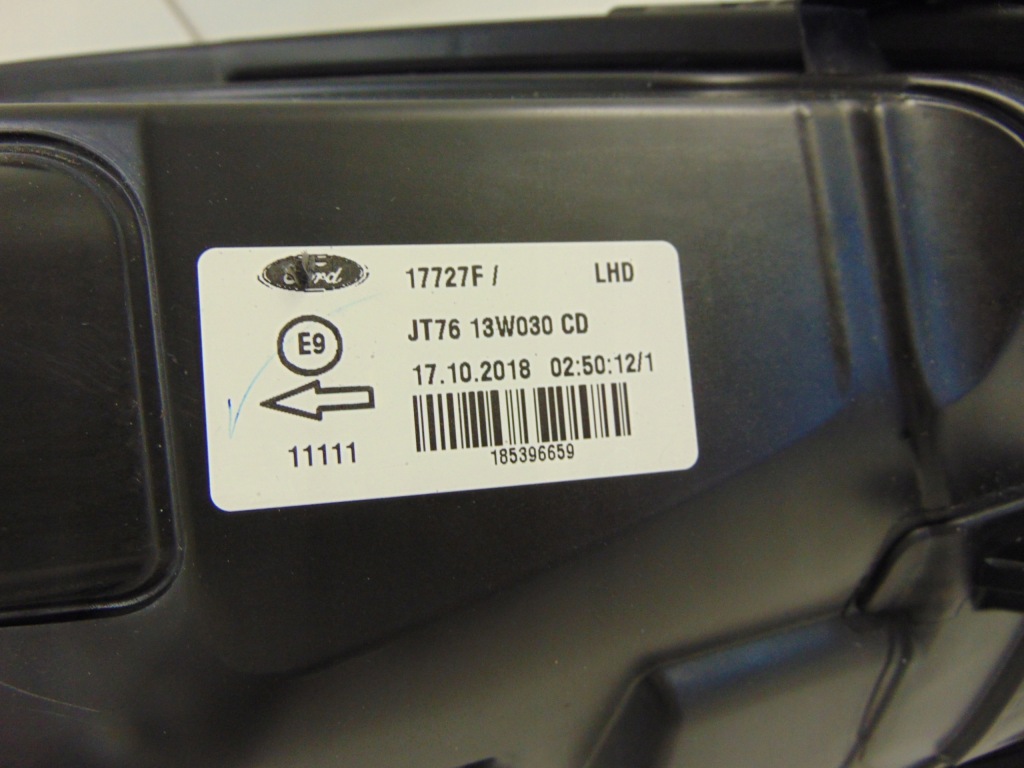 Ford 17727F / LHD
E9 JT76 13W030 CD
17.10.2018 02:50:12/1
11111 185396659